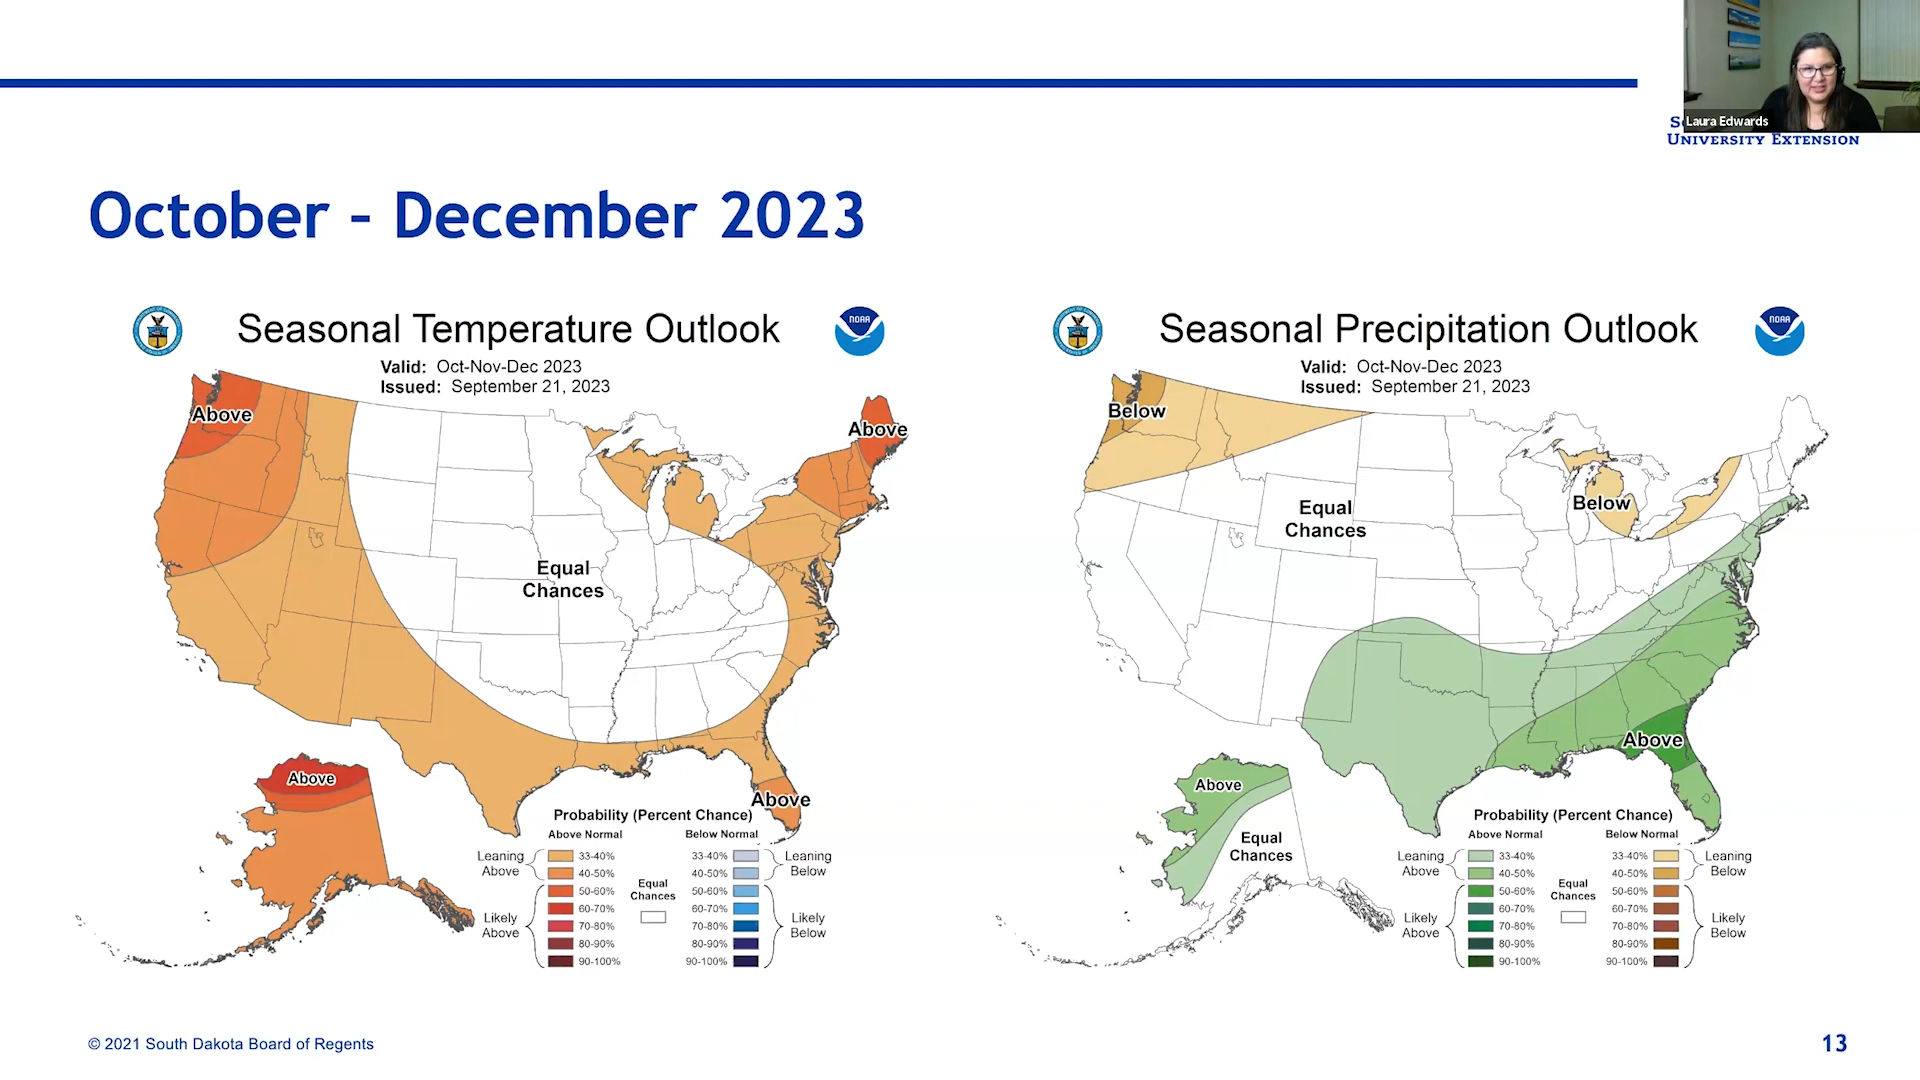 Laura Edwards
UNIVERSITY EXTENSION
October - December 2023
Seasonal Temperature Outlook
NOAA
Valid: Oct-Nov-Dec 2023
Issued: September 21, 2023
Above
Above
Equal
Chances
Above
Above
Probability (Percent Chance)
Above Normal
Below Normal
Leaning
Above
33-40%
40-50%
Likely
Above
50-60%
60-70%
70-80%
80-90%
90-100%
Equal
Chances
33-40%
40-50%
50-60%
60-70%
70-80%
80-90%
90-100%
Leaning
Below
Likely
Below
Seasonal Precipitation Outlook
NOAA
Valid: Oct-Nov-Dec 2023
Issued: September 21, 2023
Below
Equal
Chances
Below
Above
Above
Equal
Chances
Probability (Percent Chance)
Above Normal
Below Normal
Leaning
Above
33-40%
40-50%
Likely
Above
50-60%
60-70%
70-80%
80-90%
90-100%
Equal
Chances
33-40%
40-50%
50-60%
60-70%
70-80%
80-90%
90-100%
Leaning
Below
Likely
Below
© 2021 South Dakota Board of Regents
13